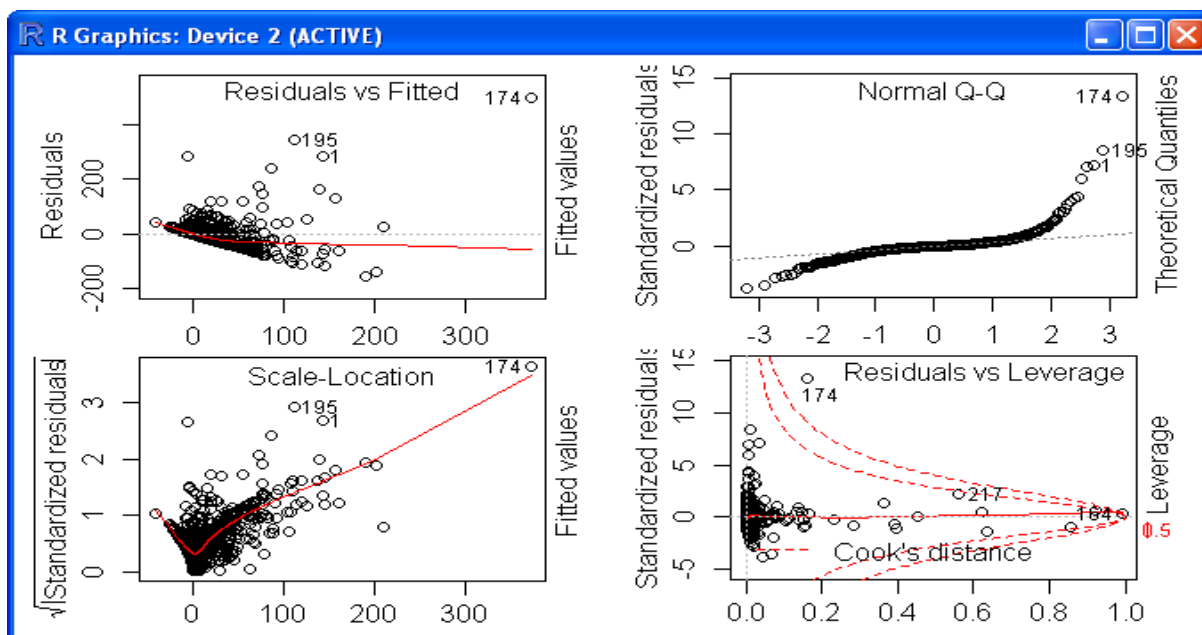 R Graphics: Device 2 (ACTIVE)
Residuals vs Fitted
174
195
1
Residuals
200
0
-200
0 100 200 300
Fitted values
Normal Q-Q
174
195
1
Standardized residuals
15
10
5
0
-3 -2 -1 0 1 2 3
Theoretical Quantiles
Scale-Location
174
195
1
√|Standardized residuals
3
2
1
0
0 100 200 300
Fitted values
Residuals vs Leverage
174
217
164
Cook's distance
Standardized residuals
15
10
5
0
-5
0.0 0.2 0.4 0.6 0.8 1.0
Leverage